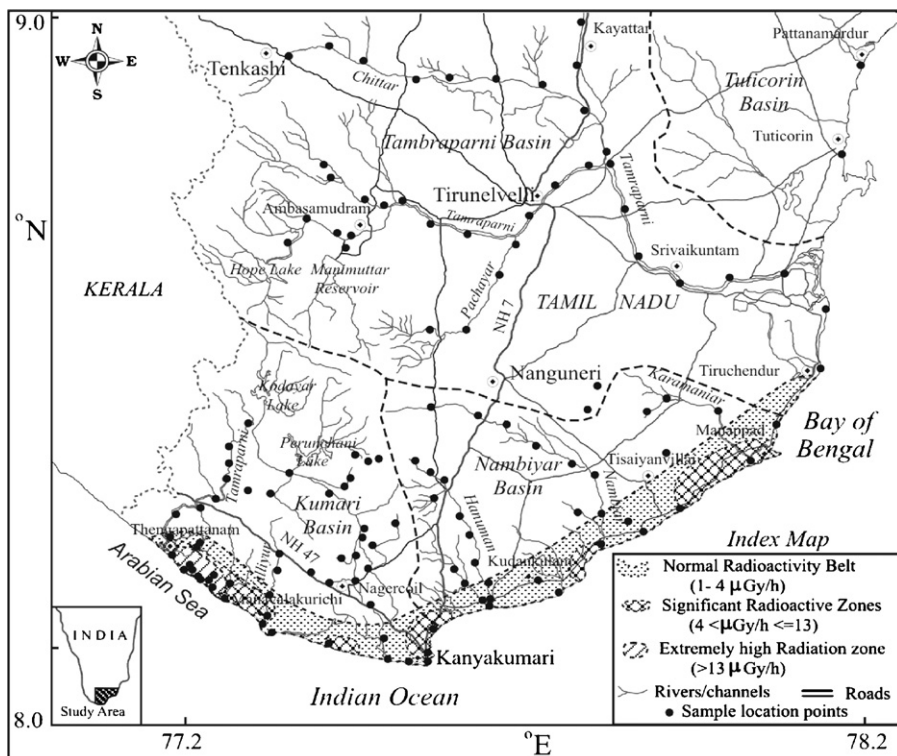 9.0
N
W E
S
Kayattar
Pattanamardur
Tenkashi
Chittar
Tuticorin
Basin
Tambraparni Basin
Tuticorin
Tirunelvelli
Tamraparni
Ambasamudram
Tamraparni
°N
Srivaikuntam
Hope Lake
Manimuttar
Reservoir
Pachayar
KERALA
TAMIL NADU
NH 7
Nanguneri
Tiruchendur
Karamaniar
Kodayar
Lake
Manappad
Bay of
Bengal
Perunchani
Lake
Tamraparni
Tisaiyanvillai
Nambiyar
Basin
Kumari
Basin
Hanuman
Thengapattanam
NH 47
Kudankulam
Arabian Sea
Nagercoil
Manavalakurichi
Kanyakumari
Indian Ocean
INDIA
Study Area
Index Map
Normal Radioactivity Belt
(1- 4 μGy/h)
Significant Radioactive Zones
(4 <μGy/h <=13)
Extremely high Radiation zone
(>13 μGy/h)
Rivers/channels
Roads
Sample location points
8.0
77.2
°E
78.2